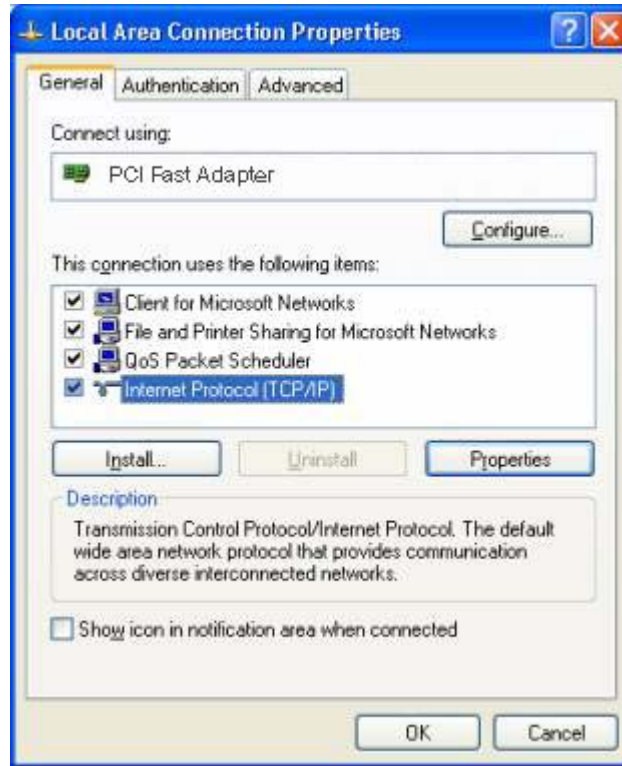 Local Area Connection Properties
General Authentication Advanced
Connect using:
PCI Fast Adapter
Configure...
This connection uses the following items:
Client for Microsoft Networks
File and Printer Sharing for Microsoft Networks
QoS Packet Scheduler
Internet Protocol (TCP/IP)
Install... Uninstall Properties
Description
Transmission Control Protocol/Internet Protocol. The default
wide area network protocol that provides communication
across diverse interconnected networks.
Show icon in notification area when connected
OK Cancel